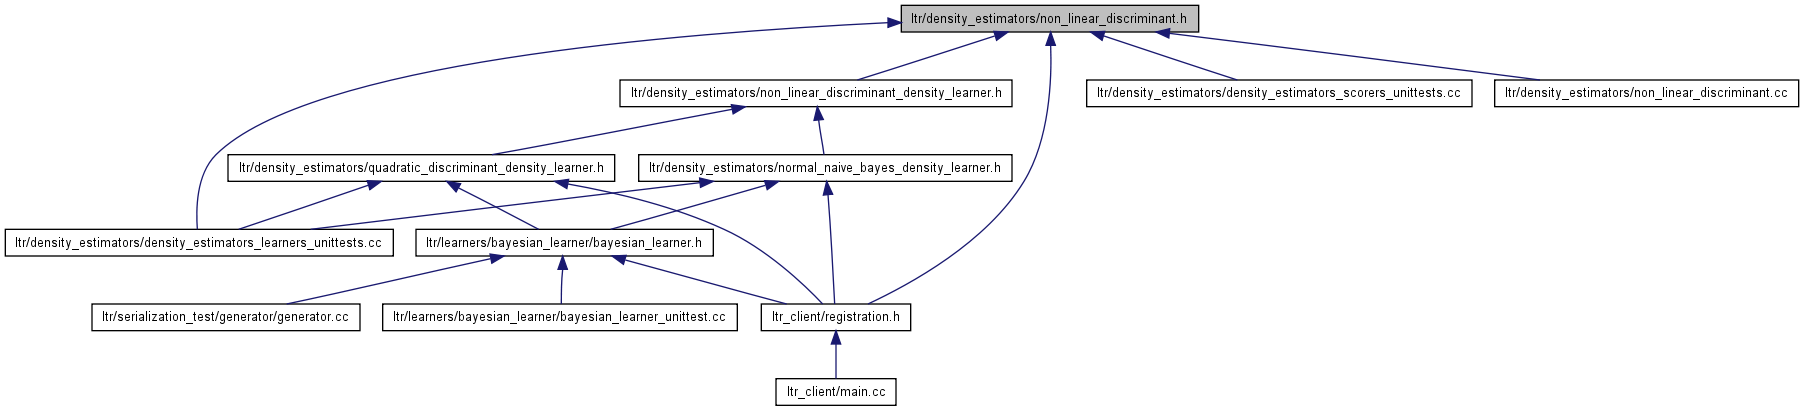 ltr/density_estimators/non_linear_discriminant.h
ltr/density_estimators/non_linear_discriminant_density_learner.h
ltr/density_estimators/density_estimators_scorers_unittests.cc
ltr/density_estimators/non_linear_discriminant.cc
ltr/density_estimators/quadratic_discriminant_density_learner.h
ltr/density_estimators/normal_naive_bayes_density_learner.h
ltr/density_estimators/density_estimators_learners_unittests.cc
ltr/learners/bayesian_learner/bayesian_learner.h
ltr/serialization_test/generator/generator.cc
ltr/learners/bayesian_learner/bayesian_learner_unittest.cc
ltr_client/registration.h
ltr_client/main.cc